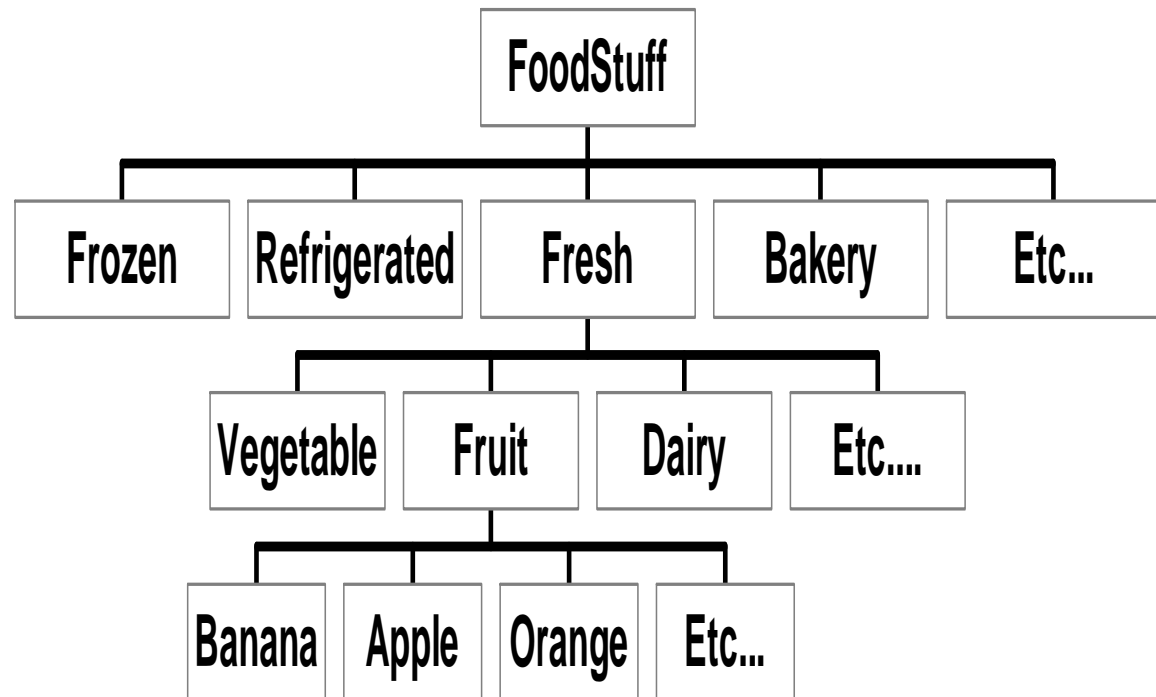 FoodStuff
Frozen Refrigerated Fresh Bakery Etc...
Vegetable Fruit Dairy Etc....
Banana Apple Orange Etc...